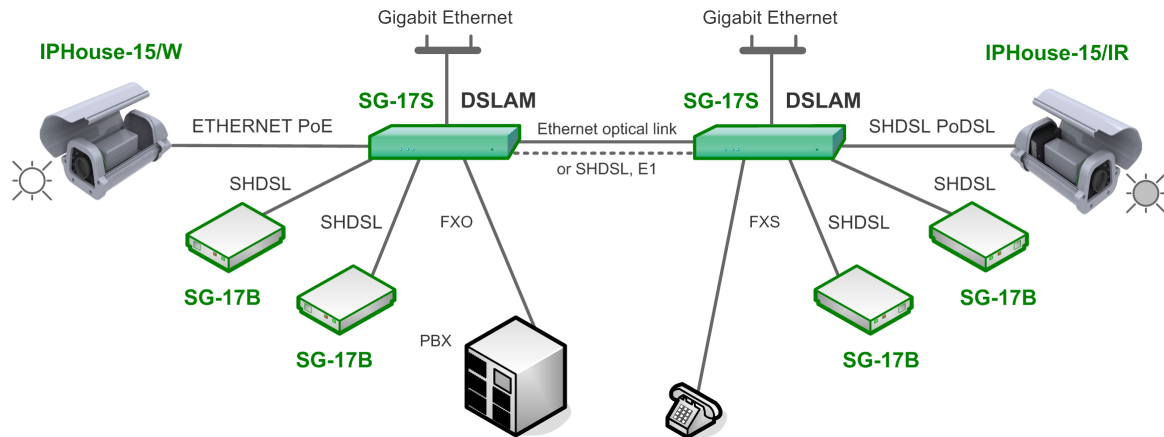 Gigabit Ethernet
Gigabit Ethernet
IPHouse-15/W
IPHouse-15/IR
SG-17S DSLAM
SG-17S DSLAM
ETHERNET PoE
Ethernet optical link
SHDSL PoDSL
or SHDSL, E1
SHDSL
SHDSL
SHDSL
FXO
FXS
SHDSL
SG-17B
SG-17B
PBX
SG-17B
SG-17B